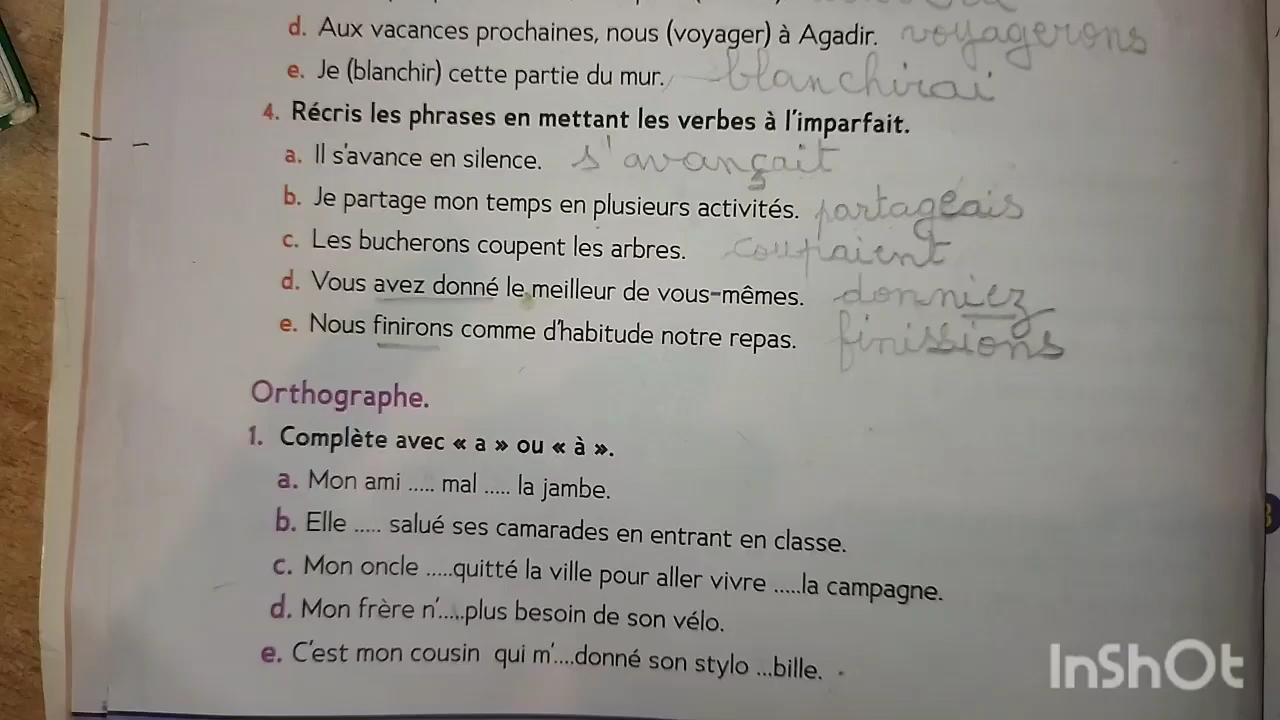 d. Aux vacances prochaines, nous (voyager) à Agadir. voyagerons
e. Je (blanchir) cette partie du mur. blanchirai
4. Récris les phrases en mettant les verbes à l'imparfait.
a. Il s'avance en silence. s'avançait
b. Je partage mon temps en plusieurs activités. partageais
c. Les bucherons coupent les arbres. coupaient
d. Vous avez donné le meilleur de vous-mêmes. donniez
e. Nous finirons comme d'habitude notre repas. finissions
Orthographe.
1. Complète avec « a » ou « à ».
a. Mon ami ..... mal ..... la jambe.
b. Elle ..... salué ses camarades en entrant en classe.
c. Mon oncle .....quitté la ville pour aller vivre .....la campagne.
d. Mon frère n'.....plus besoin de son vélo.
e. C'est mon cousin qui m'....donné son stylo ...bille.
InShOt